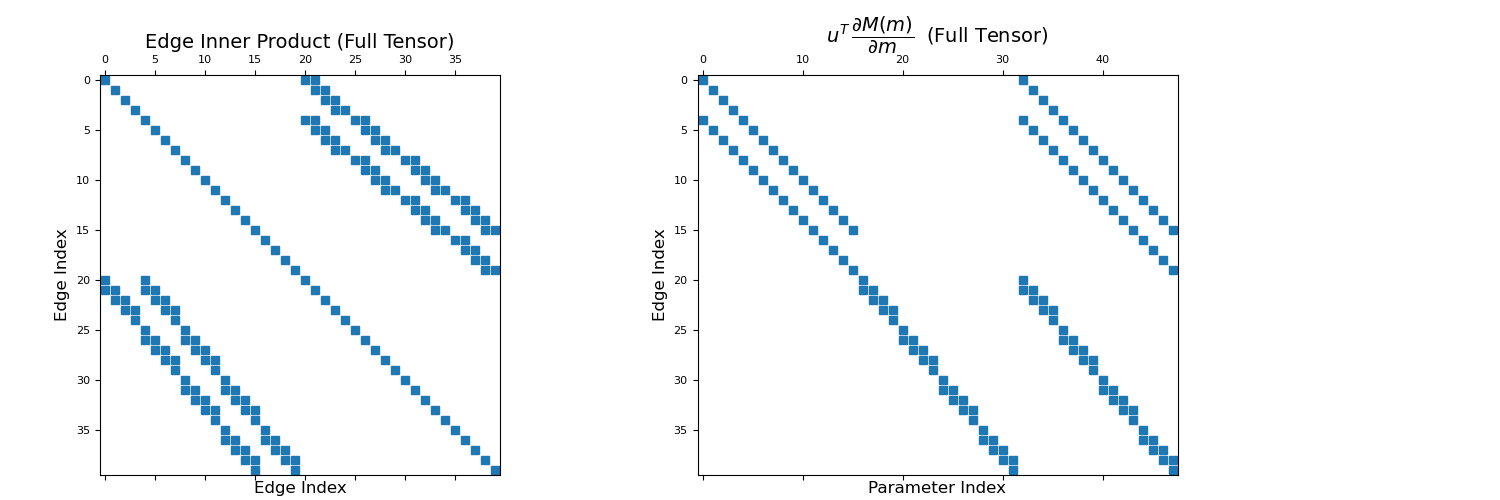 Edge Inner Product (Full Tensor)
0 5 10 15 20 25 30 35
0
5
10
15
20
25
30
35
Edge Index
Edge Index
u^T ∂M(m)/∂m (Full Tensor)
0 10 20 30 40
0
5
10
15
20
25
30
35
Edge Index
Parameter Index